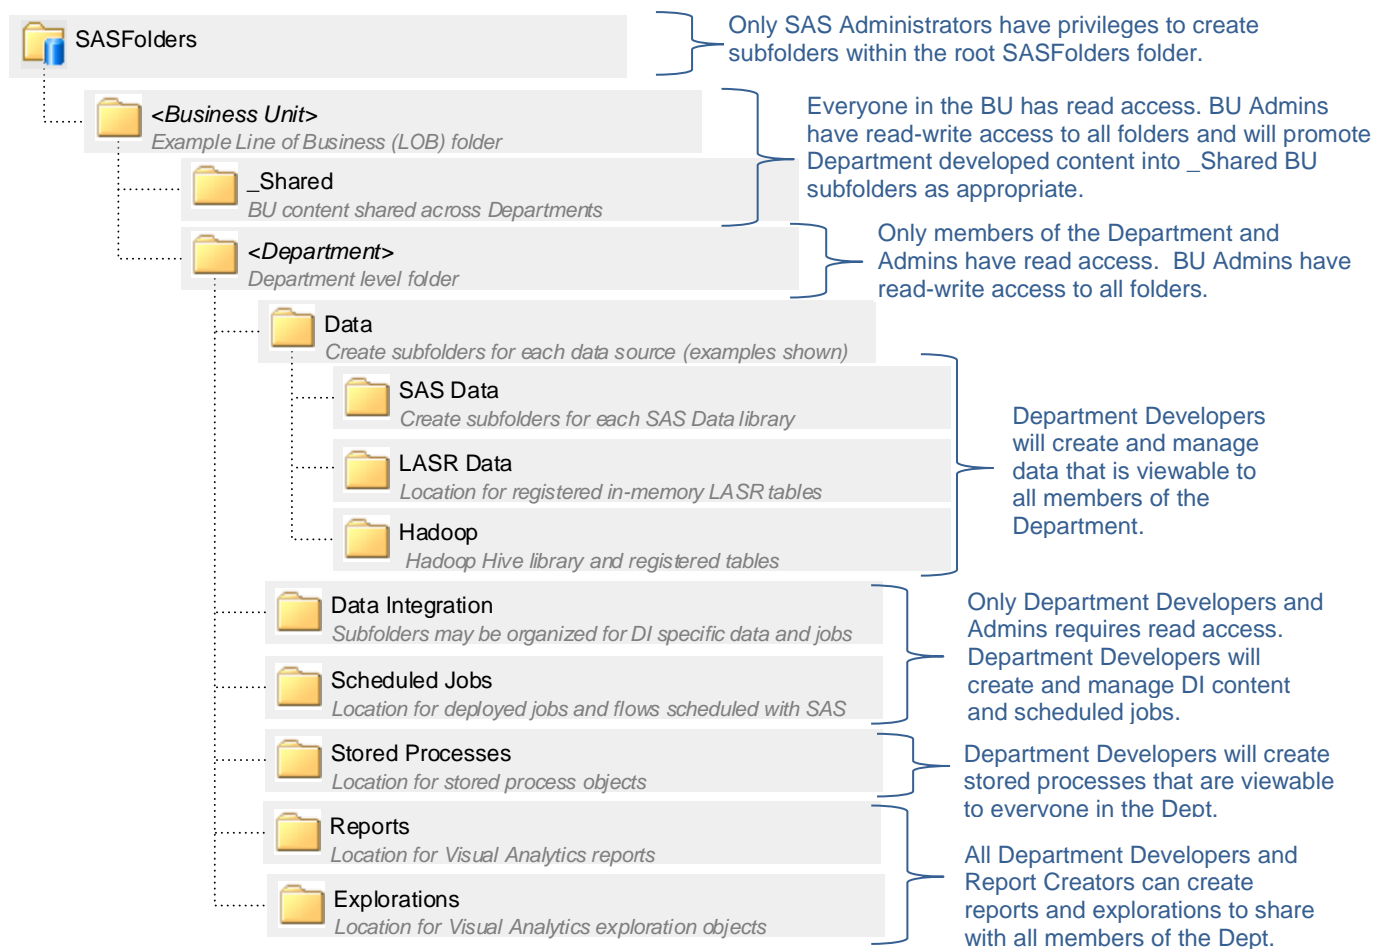 SASFolders
Only SAS Administrators have privileges to create
subfolders within the root SASFolders folder.
<Business Unit>
Example Line of Business (LOB) folder
_Shared
BU content shared across Departments
Everyone in the BU has read access. BU Admins
have read-write access to all folders and will promote
Department developed content into _Shared BU
subfolders as appropriate.
<Department>
Department level folder
Only members of the Department and
Admins have read access.  BU Admins have
read-write access to all folders.
Data
Create subfolders for each data source (examples shown)
SAS Data
Create subfolders for each SAS Data library
LASR Data
Location for registered in-memory LASR tables
Hadoop
Hadoop Hive library and registered tables
Department Developers
will create and manage
data that is viewable to
all members of the
Department.
Data Integration
Subfolders may be organized for DI specific data and jobs
Scheduled Jobs
Location for deployed jobs and flows scheduled with SAS
Only Department Developers and
Admins requires read access.
Department Developers will
create and manage DI content
and scheduled jobs.
Stored Processes
Location for stored process objects
Department Developers will create
stored processes that are viewable
to everyone in the Dept.
Reports
Location for Visual Analytics reports
Explorations
Location for Visual Analytics exploration objects
All Department Developers and
Report Creators can create
reports and explorations to share
with all members of the Dept.